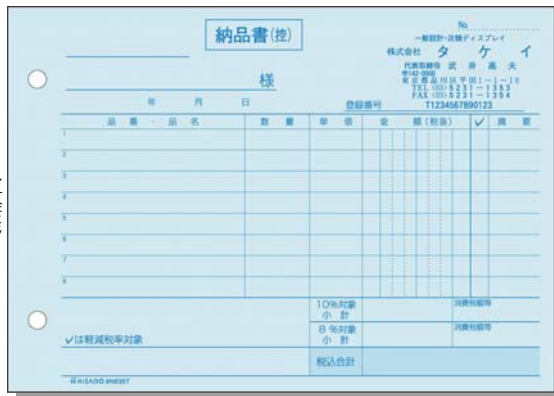 納品書(控)
No.
一般設計・店舗ディスプレイ
株式会社 タケイ
代表取締役 武井高夫
〒142-0000
東京都品川区平田1-1-10
TEL (03) 5231-1353
FAX (03) 5231-1354
様
年 月 日
登録番号 T1234567890123
品番・品名 数量 単価 金額(税抜) ✓ 摘要
1
2
3
4
5
6
7
8
10%対象 小計 消費税額等
8%対象 小計 消費税額等
✓は軽減税率対象
税込合計
HISAGO